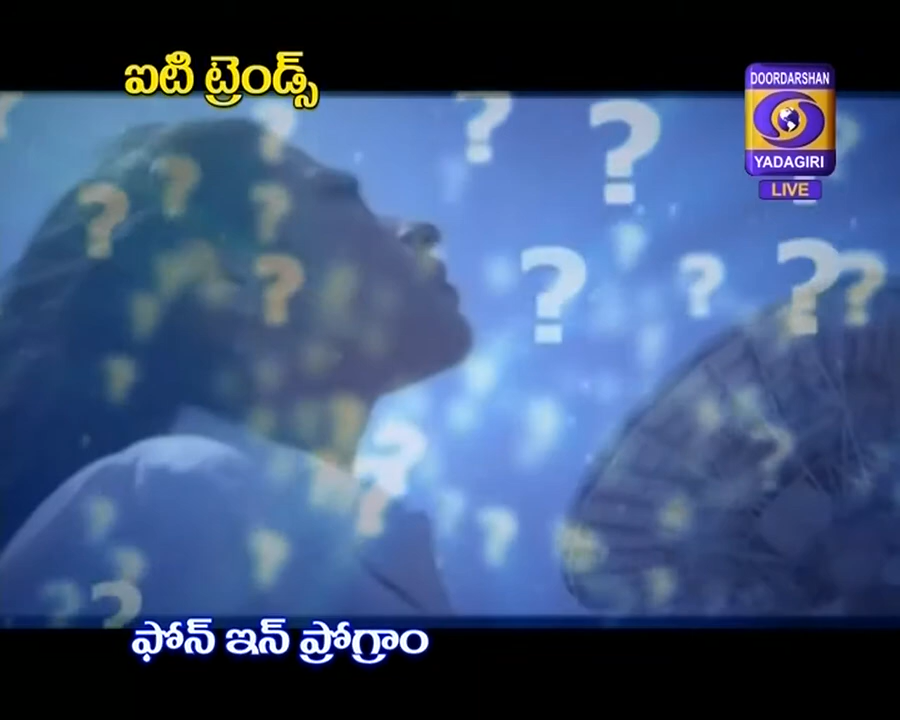 ఐటి ట్రెండ్స్
DOORDARSHAN
YADAGIRI
LIVE
? ? ? ? ? ? ? ? ? ? ?
ఫోన్ ఇన్ ప్రోగ్రాం